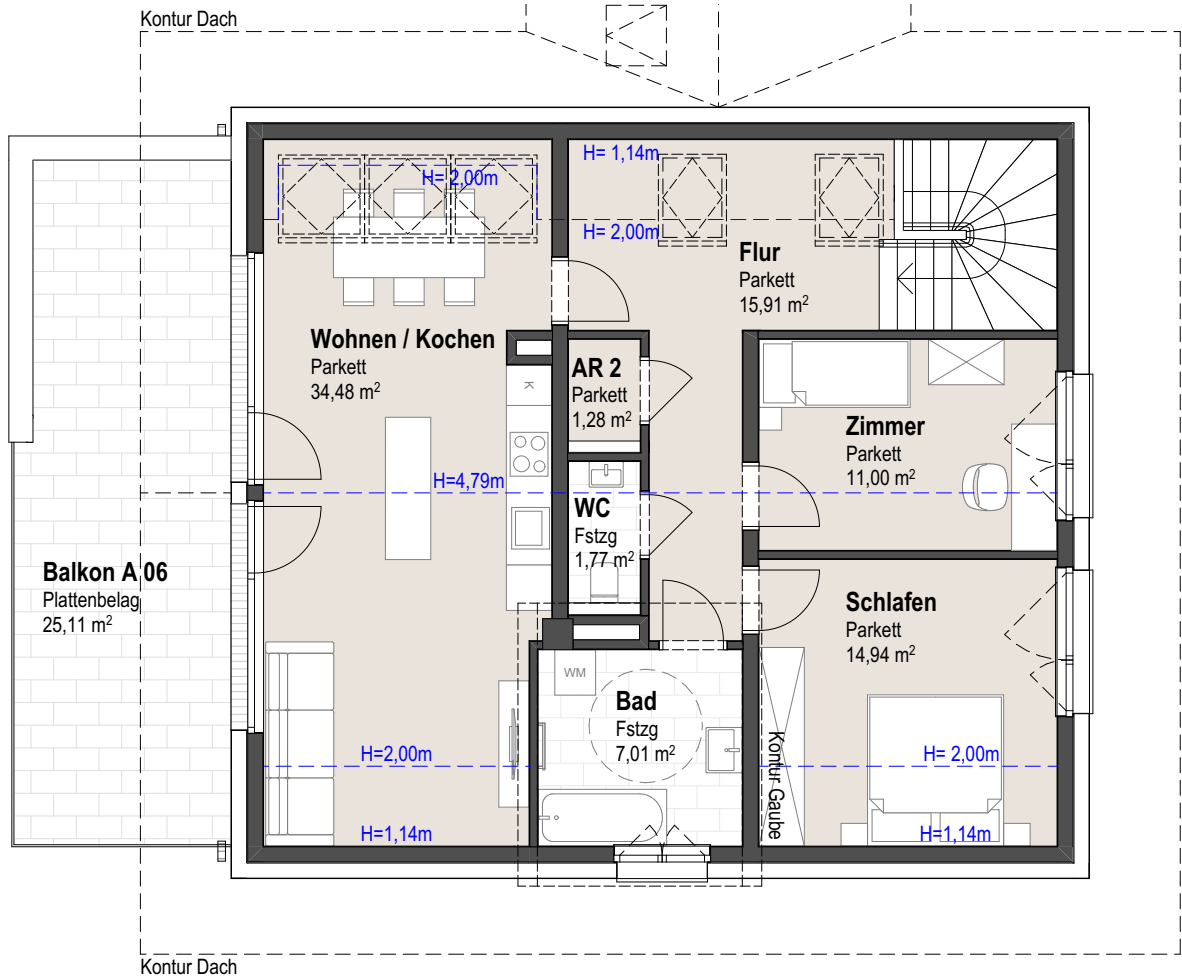 Kontur Dach
H= 1,14m
H= 2,00m
H= 2,00m
Flur
Parkett
15,91 m²
Wohnen / Kochen
Parkett
34,48 m²
K
AR 2
Parkett
1,28 m²
Zimmer
Parkett
11,00 m²
H=4,79m
WC
Fstzg
1,77 m²
Balkon A 06
Plattenbelag
25,11 m²
Schlafen
Parkett
14,94 m²
WM
Bad
Fstzg
7,01 m²
Kontur Gaube
H=2,00m
H= 2,00m
H=1,14m
H=1,14m
Kontur Dach